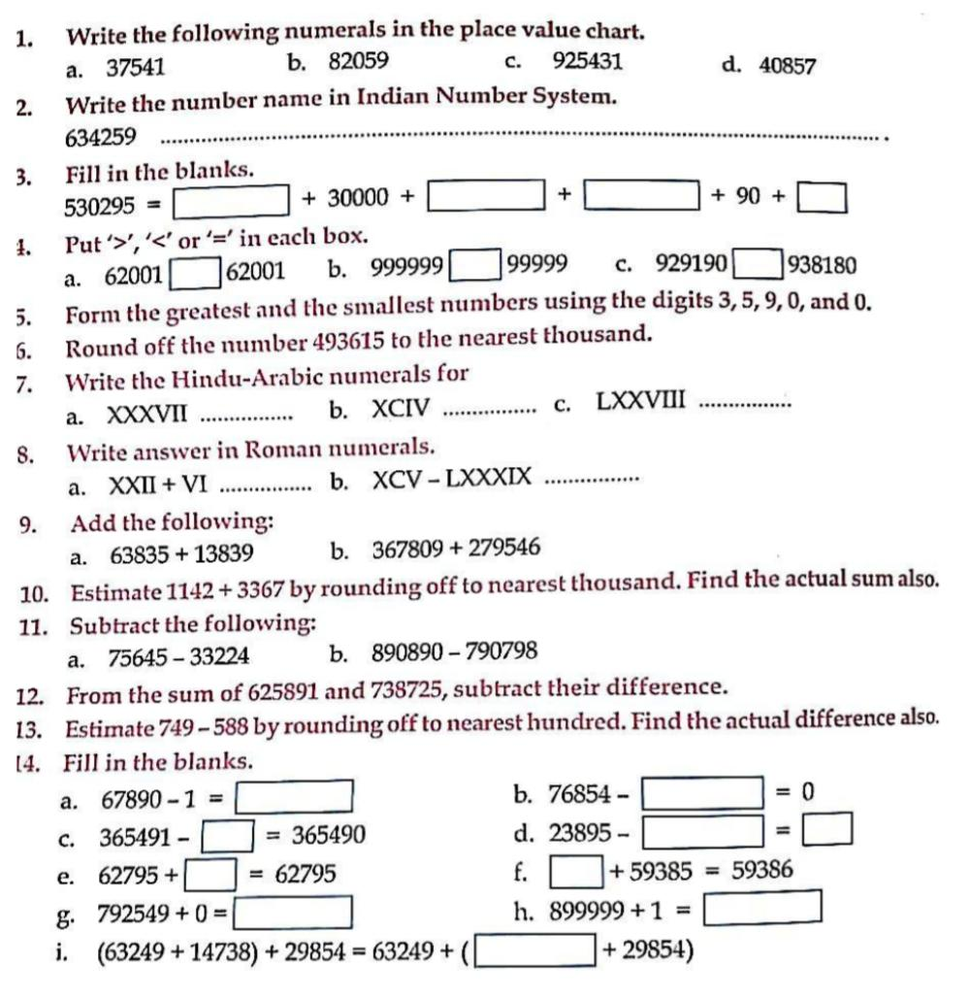 1. Write the following numerals in the place value chart.
a. 37541 b. 82059 c. 925431 d. 40857
2. Write the number name in Indian Number System.
634259 ..........
3. Fill in the blanks.
530295 = + 30000 + + + 90 +
4. Put '>', '<' or '=' in each box.
a. 62001 62001 b. 999999 99999 c. 929190 938180
5. Form the greatest and the smallest numbers using the digits 3, 5, 9, 0, and 0.
6. Round off the number 493615 to the nearest thousand.
7. Write the Hindu-Arabic numerals for
a. XXXVII .......... b. XCIV .......... c. LXXVIII ..........
8. Write answer in Roman numerals.
a. XXII + VI .......... b. XCV – LXXXIX ..........
9. Add the following:
a. 63835 + 13839 b. 367809 + 279546
10. Estimate 1142 + 3367 by rounding off to nearest thousand. Find the actual sum also.
11. Subtract the following:
a. 75645 – 33224 b. 890890 – 790798
12. From the sum of 625891 and 738725, subtract their difference.
13. Estimate 749 – 588 by rounding off to nearest hundred. Find the actual difference also.
14. Fill in the blanks.
a. 67890 – 1 = b. 76854 – = 0
c. 365491 – = 365490 d. 23895 – =
e. 62795 + = 62795 f. + 59385 = 59386
g. 792549 + 0 = h. 899999 + 1 =
i. (63249 + 14738) + 29854 = 63249 + ( + 29854)